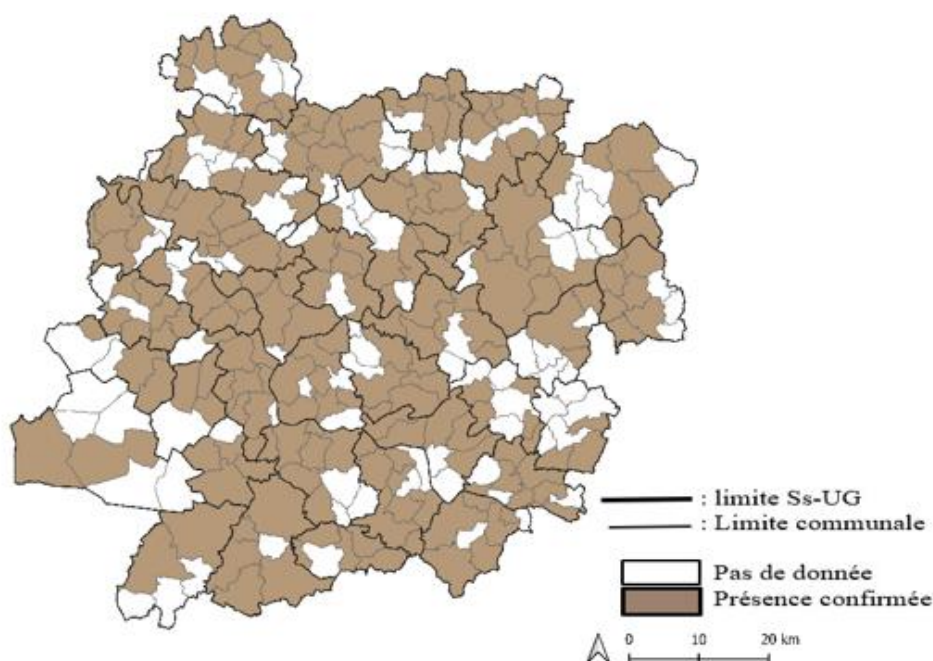 : limite Ss-UG
: Limite communale
Pas de donnée
Présence confirmée
0 10 20 km